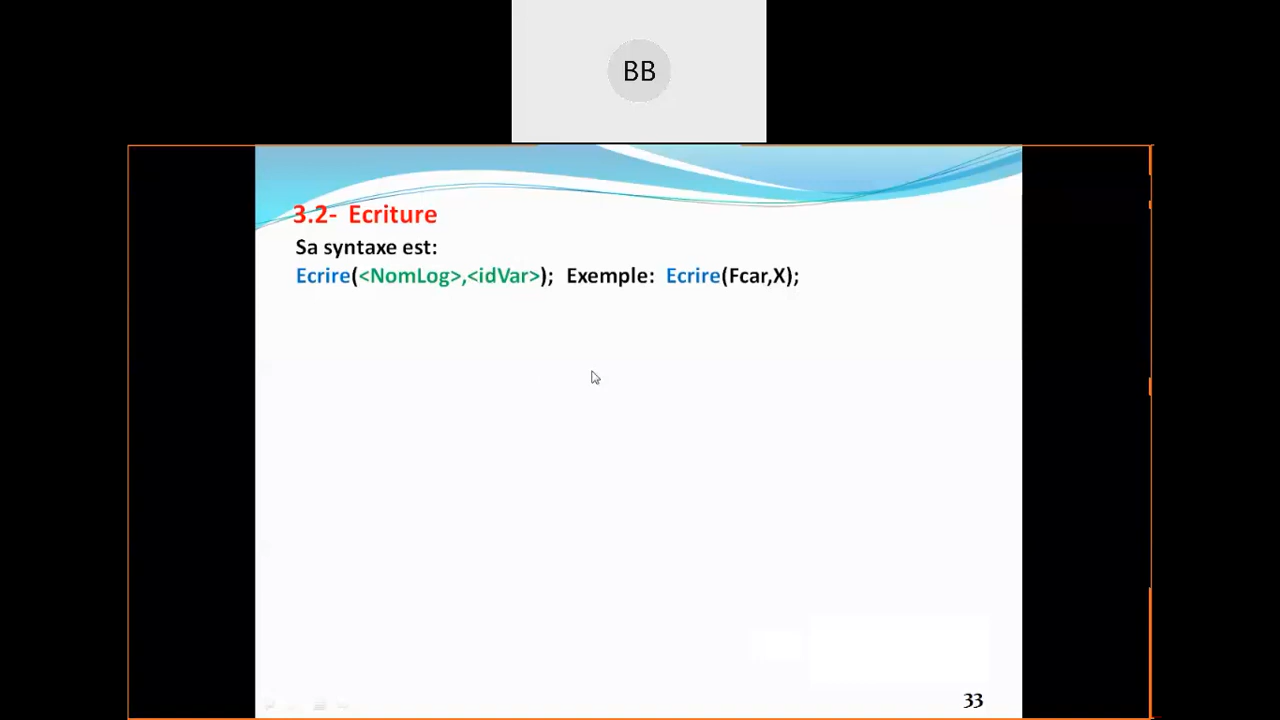 BB
3.2- Ecriture
Sa syntaxe est:
Ecrire(<NomLog>,<idVar>); Exemple: Ecrire(Fcar,X);
33